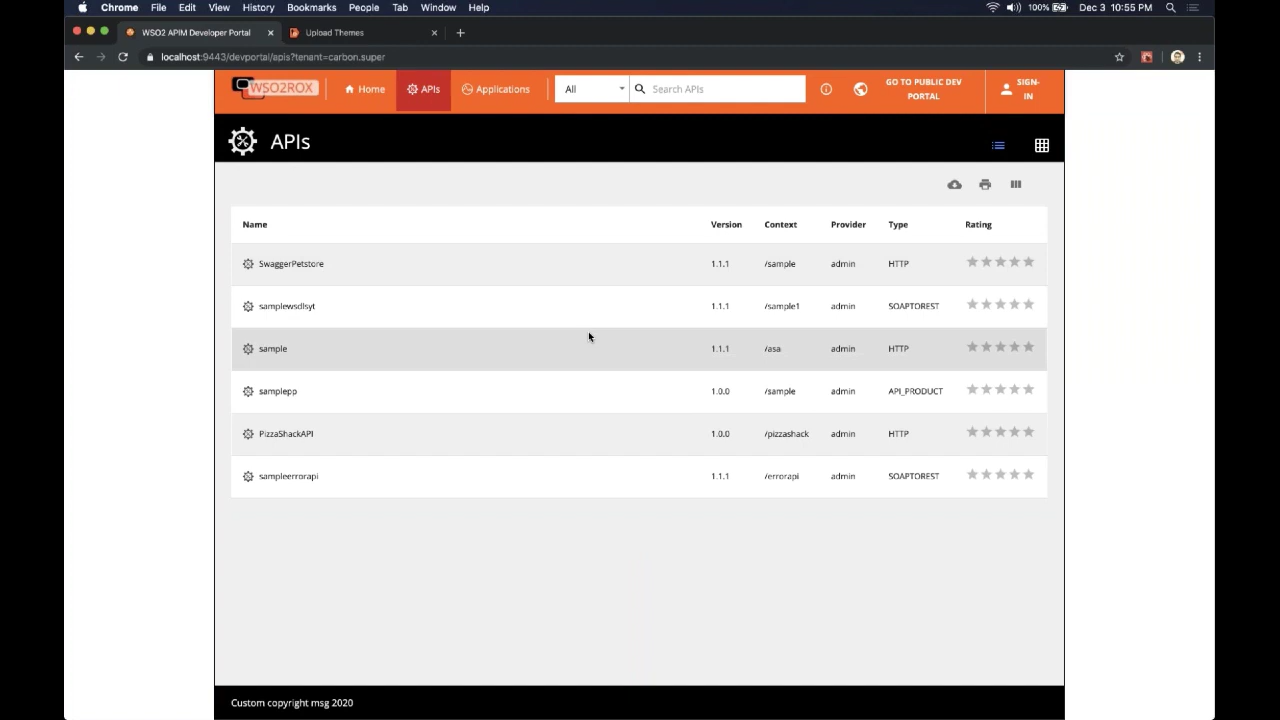 Chrome File Edit View History Bookmarks People Tab Window Help 100% Dec 3 10:55 PM
WSO2 APIM Developer Portal Upload Themes
localhost:9443/devportal/apis?tenant=carbon.super
WSO2ROX Home APIs Applications All Search APIs GO TO PUBLIC DEV PORTAL SIGN-IN
APIs
Name Version Context Provider Type Rating
SwaggerPetstore 1.1.1 /sample admin HTTP
samplewsdlsyt 1.1.1 /sample1 admin SOAPTOREST
sample 1.1.1 /asa admin HTTP
samplepp 1.0.0 /sample admin API_PRODUCT
PizzaShackAPI 1.0.0 /pizzashack admin HTTP
sampleerrorapi 1.1.1 /errorapi admin SOAPTOREST
Custom copyright msg 2020